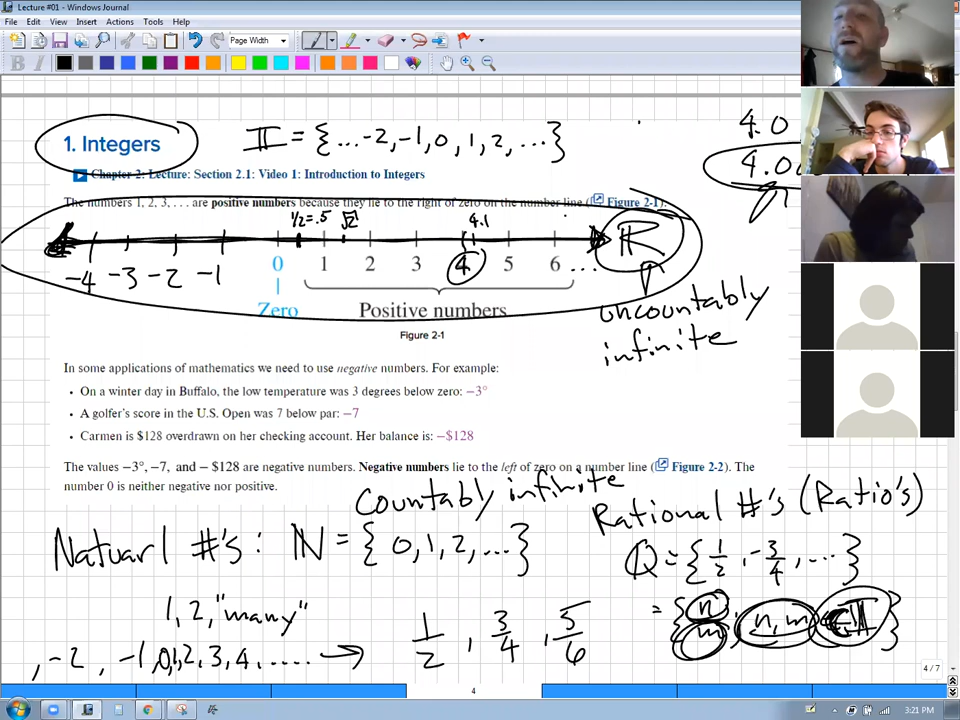 Lecture #01 - Windows Journal
File Edit View Insert Actions Tools Help
Page Width
B I
1. Integers
𝕀 = {...-2,-1,0,1,2,...}
4.0
4.00
Chapter 2: Lecture: Section 2.1: Video 1: Introduction to Integers
The numbers 1, 2, 3, . . . are positive numbers because they lie to the right of zero on the number line (Figure 2-1).
1/2=.5 √2 4.1
ℝ
-4 -3 -2 -1 0 1 2 3 4 5 6 ...
Zero Positive numbers
Figure 2-1
uncountably
infinite
In some applications of mathematics we need to use negative numbers. For example:
• On a winter day in Buffalo, the low temperature was 3 degrees below zero: −3°
• A golfer's score in the U.S. Open was 7 below par: −7
• Carmen is $128 overdrawn on her checking account. Her balance is: −$128
The values −3°, −7, and − $128 are negative numbers. Negative numbers lie to the left of zero on a number line (Figure 2-2). The
number 0 is neither negative nor positive.
Countably infinite
Natuarl #'s: ℕ = {0,1,2,...}
Rational #'s (Ratio's)
ℚ = {1/2, -3/4, ...}
= {n/m, n,m ∈ 𝕀}
1,2,"many"
, -2, -1,0,1,2,3,4,..... →
1/2, 3/4, 5/6
4 / 7
4
3:21 PM